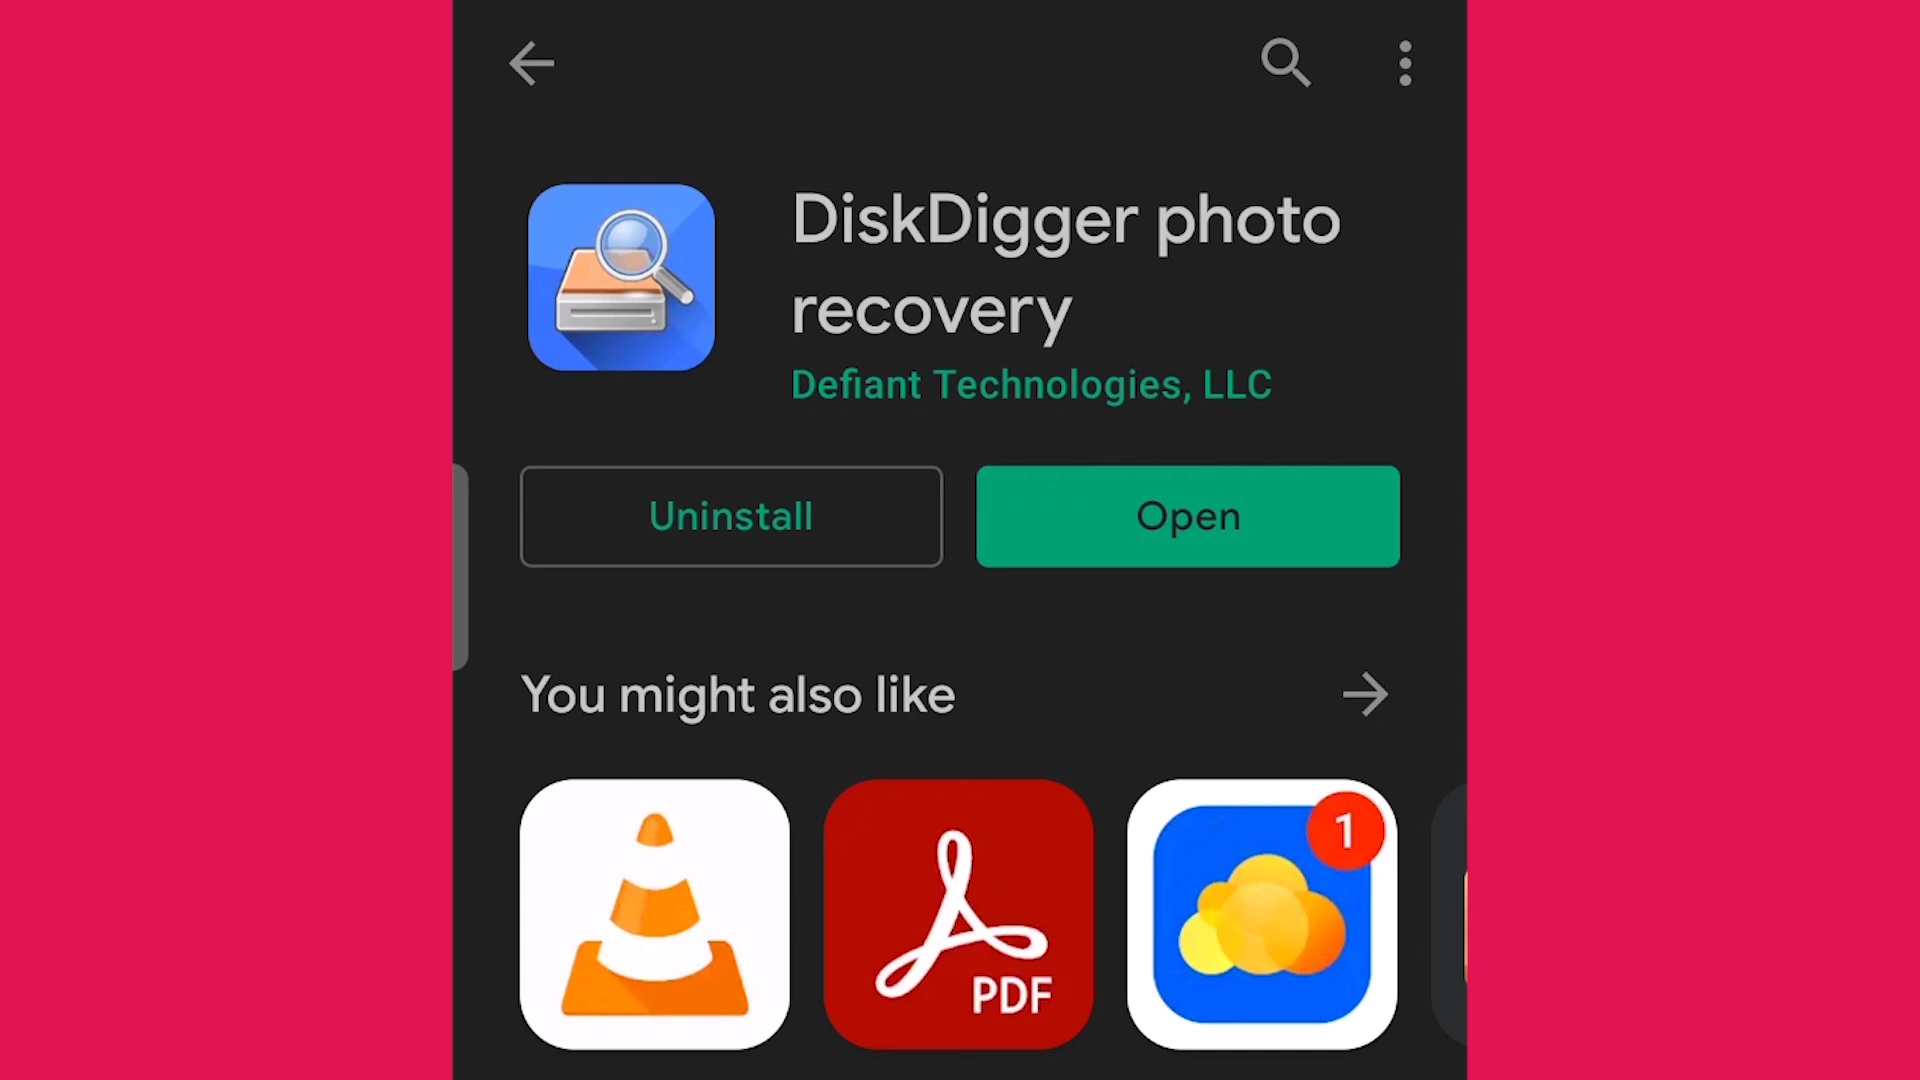 DiskDigger photo
recovery
Defiant Technologies, LLC
Uninstall
Open
You might also like
1
PDF